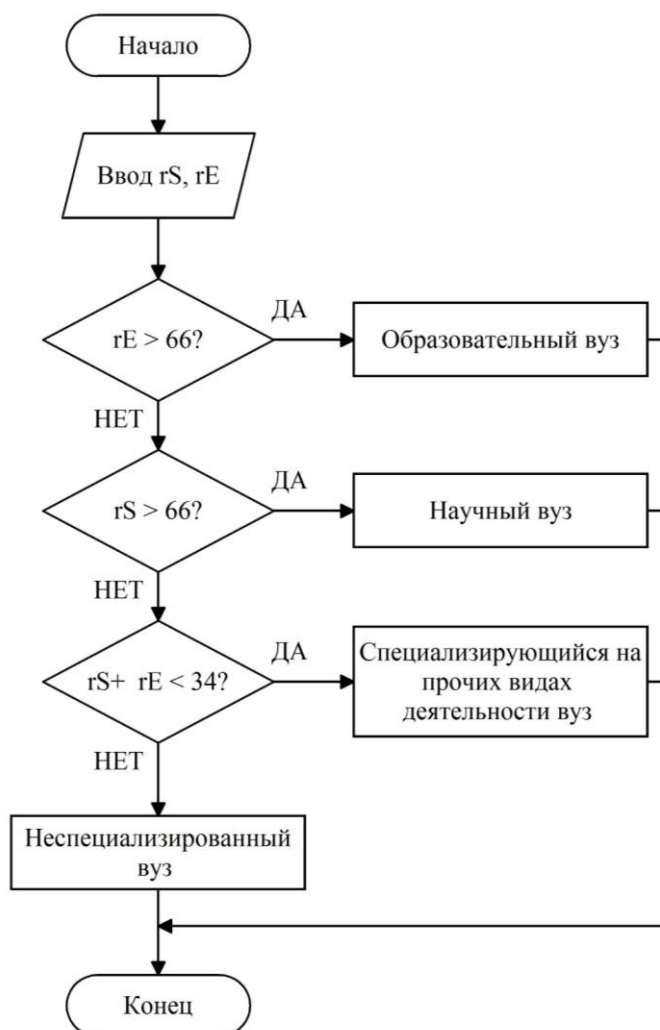 Начало
Ввод rS, rE
rE > 66?
ДА
Образовательный вуз
НЕТ
rS > 66?
ДА
Научный вуз
НЕТ
rS+ rE < 34?
ДА
Специализирующийся на
прочих видах
деятельности вуз
НЕТ
Неспециализированный
вуз
Конец